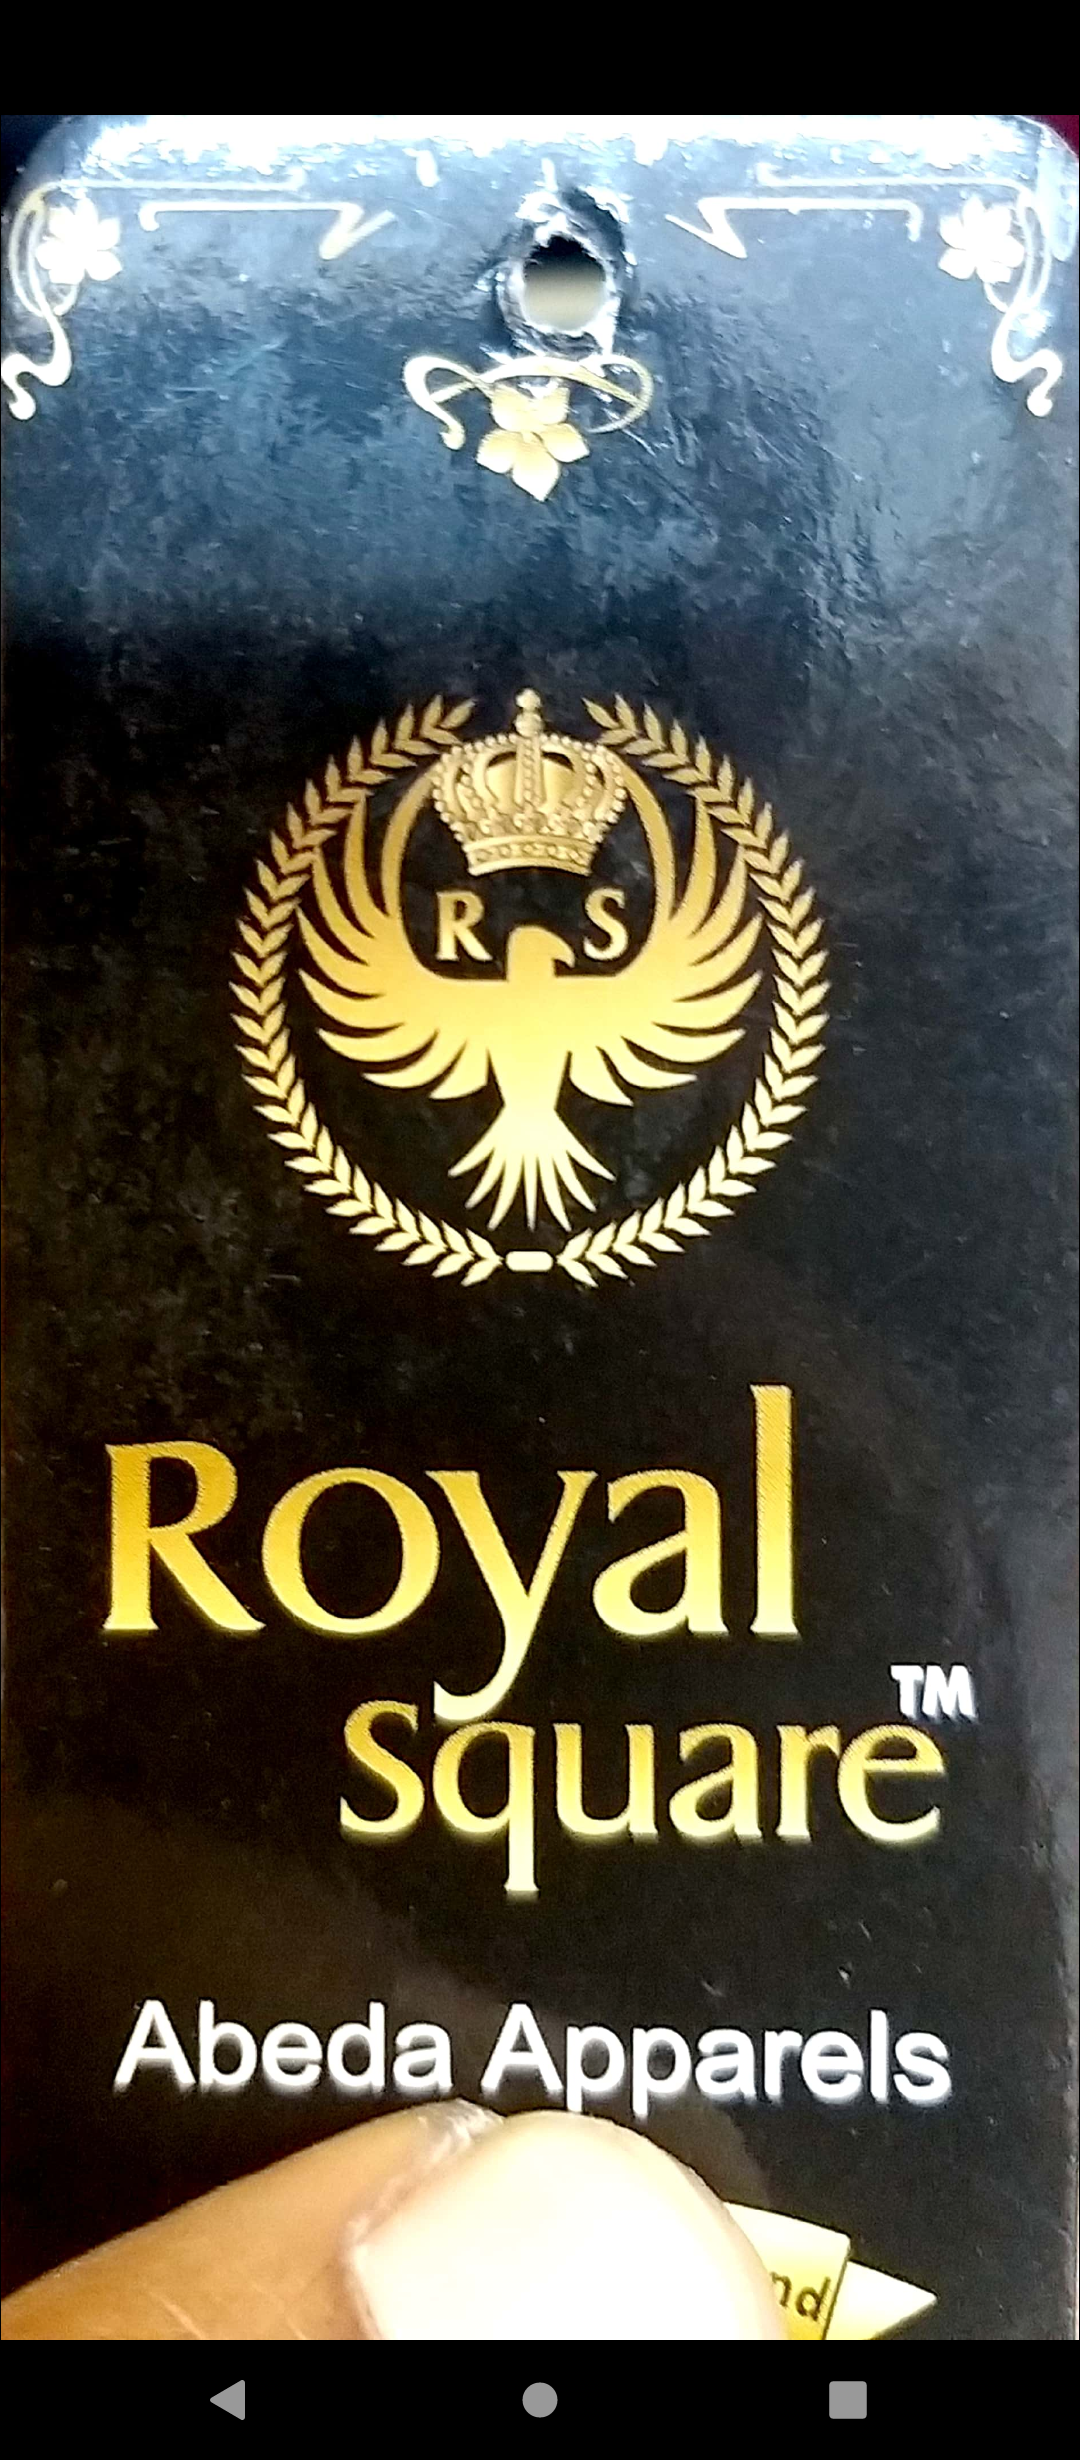 R S
Royal
Square™
Abeda Apparels